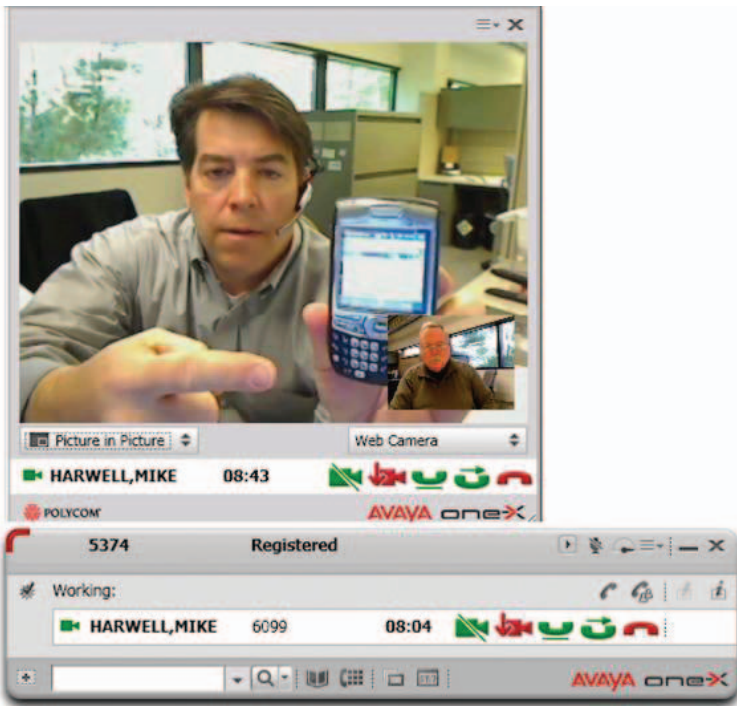 Picture in Picture
Web Camera
HARWELL,MIKE 08:43
POLYCOM
AVAYA one-X
5374 Registered
Working:
HARWELL,MIKE 6099 08:04
AVAYA one-X